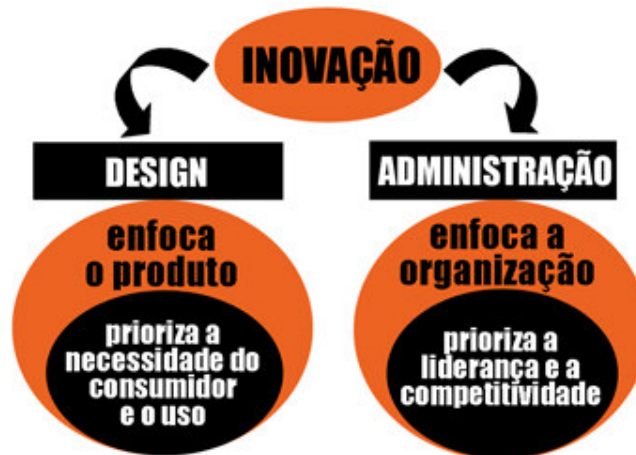 INOVAÇÃO
DESIGN
enfoca
o produto
prioriza a
necessidade do
consumidor
e o uso
ADMINISTRAÇÃO
enfoca a
organização
prioriza a
liderança e a
competitividade